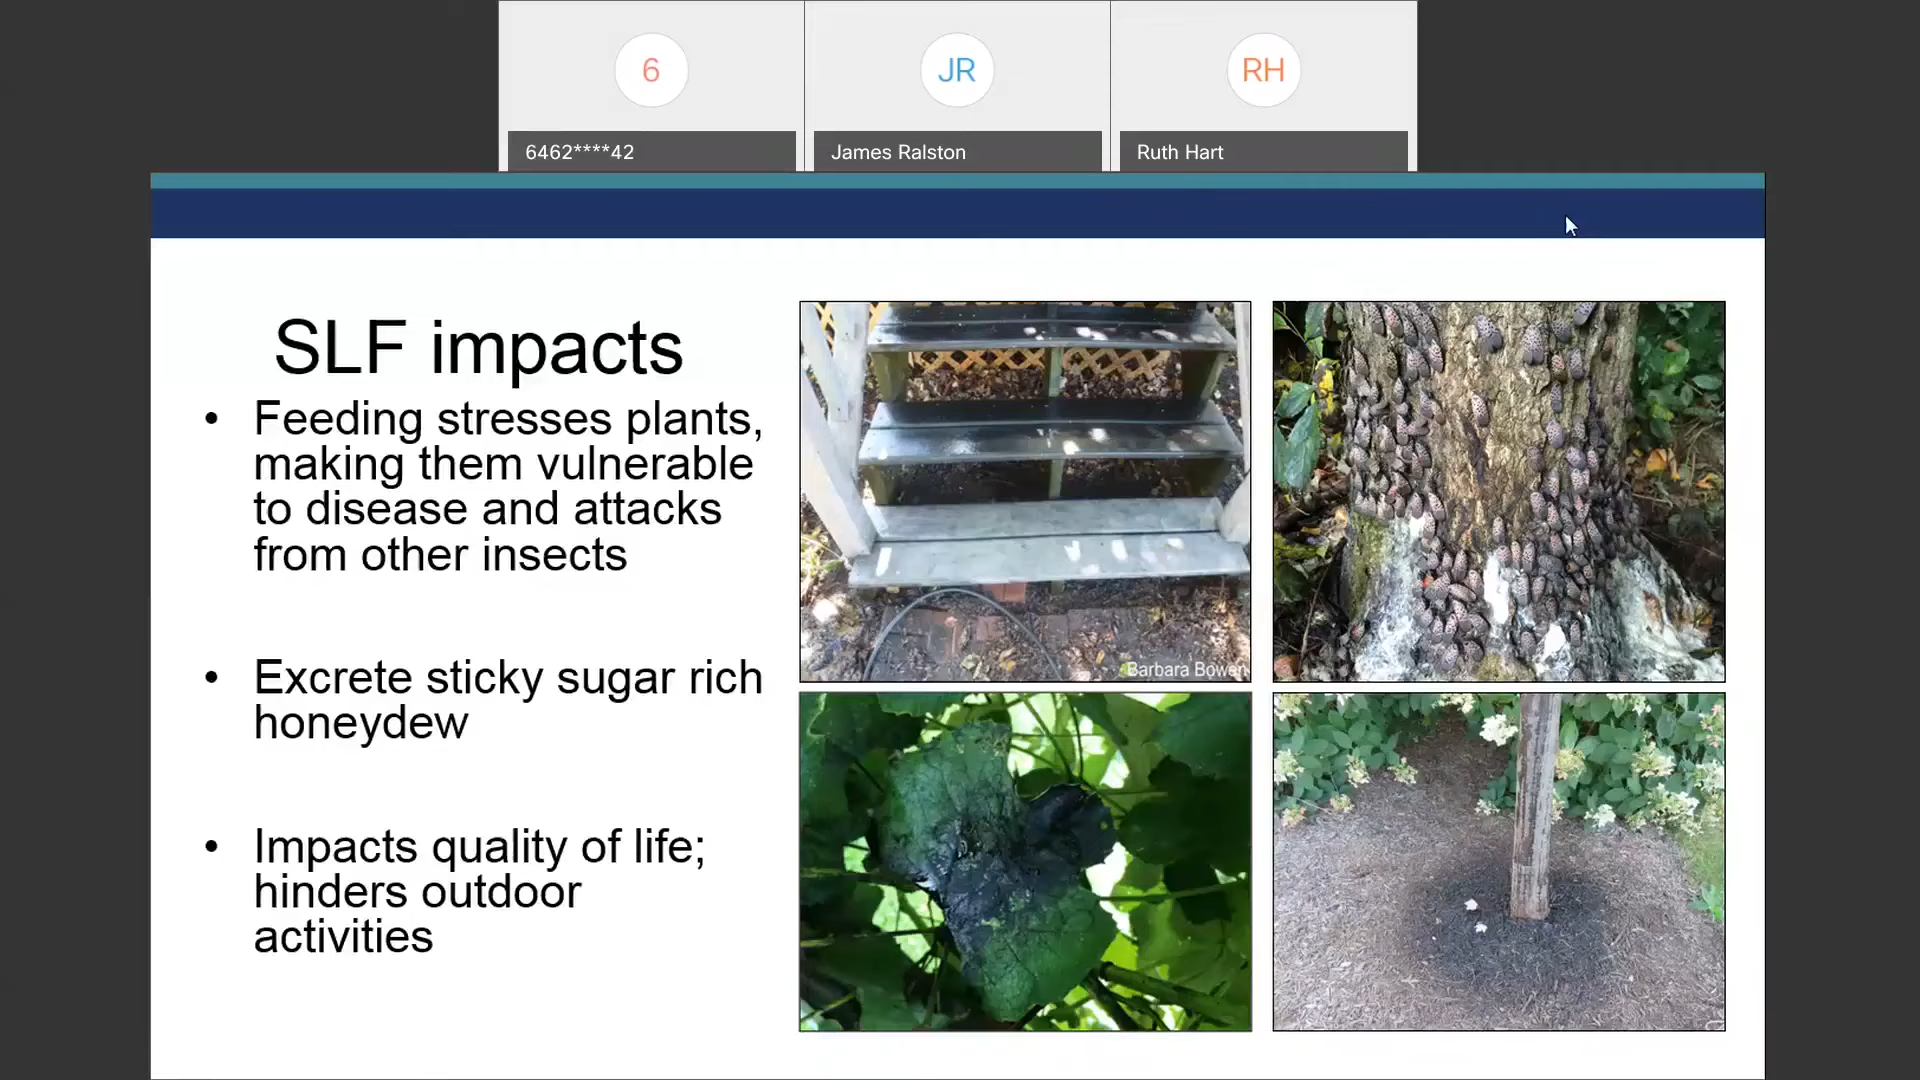 6
JR
RH
6462****42
James Ralston
Ruth Hart
SLF impacts
• Feeding stresses plants,
making them vulnerable
to disease and attacks
from other insects
• Excrete sticky sugar rich
honeydew
• Impacts quality of life;
hinders outdoor
activities
Barbara Bowen